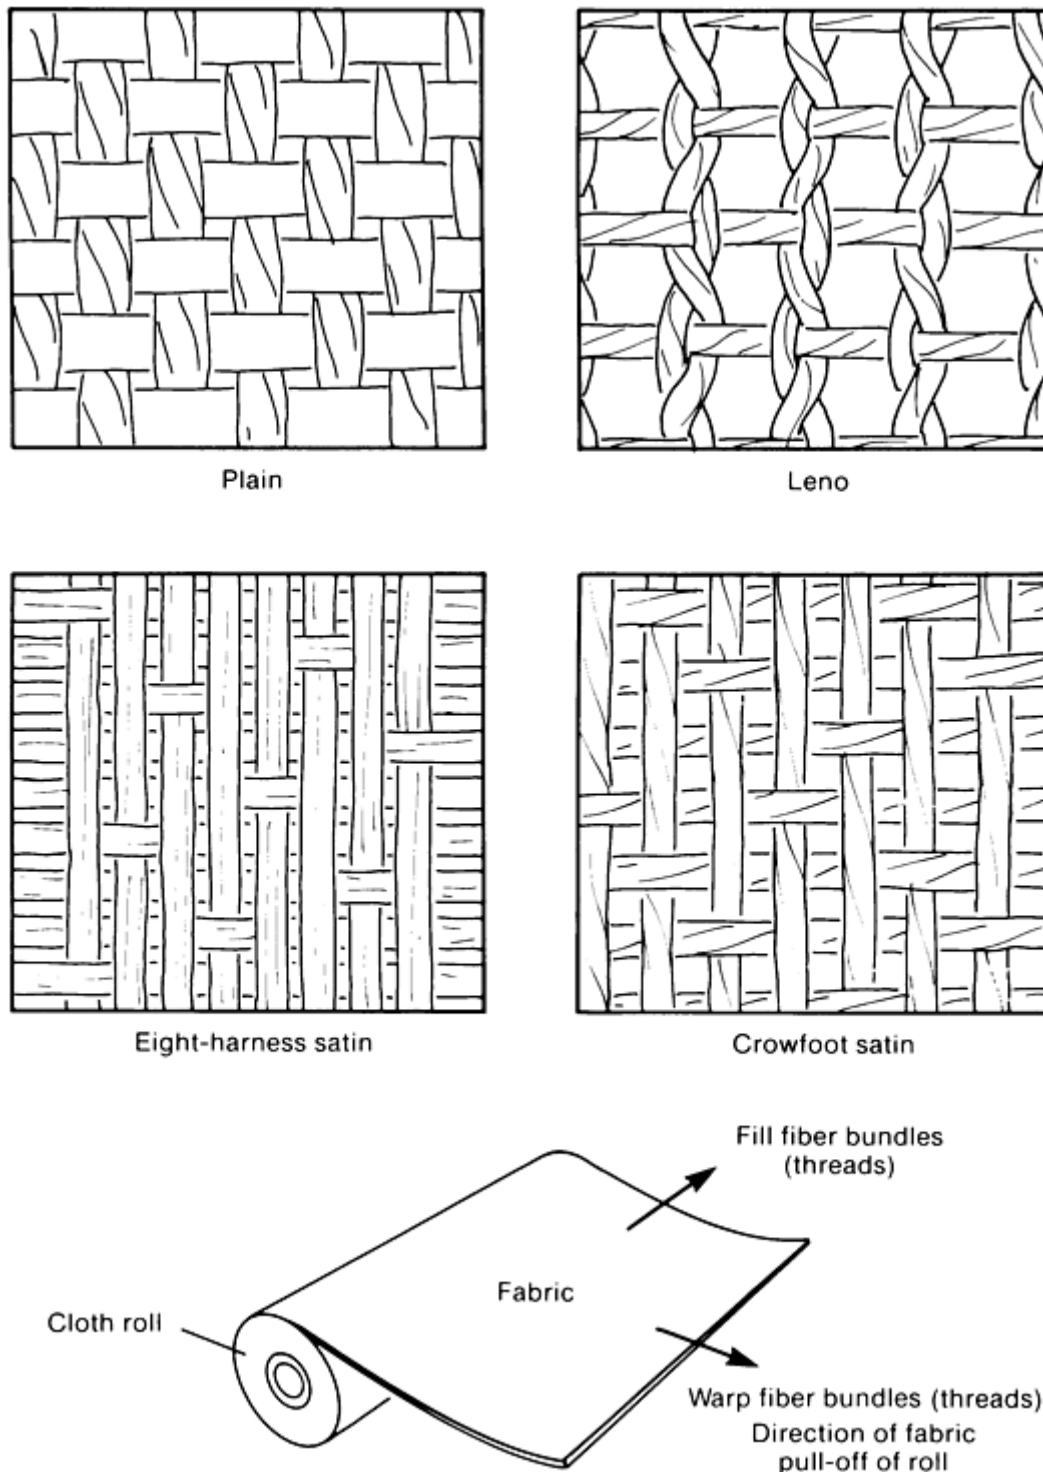 Plain
Leno
Eight-harness satin
Crowfoot satin
Fill fiber bundles
(threads)
Fabric
Cloth roll
Warp fiber bundles (threads)
Direction of fabric
pull-off of roll